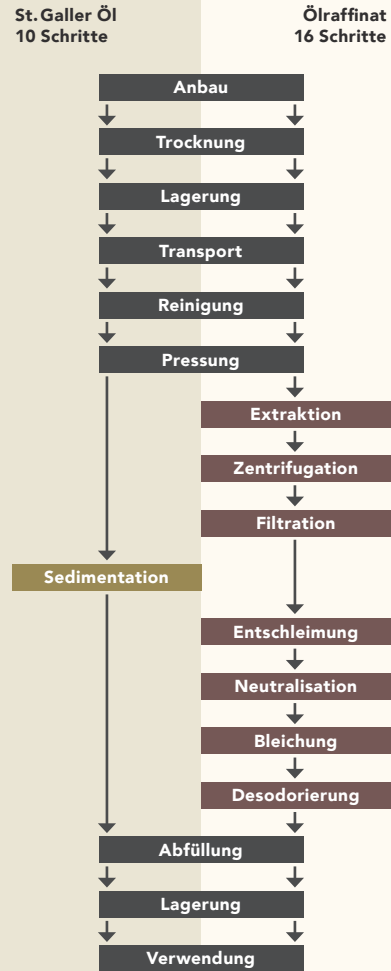 St. Galler Öl
10 Schritte
Ölraffinat
16 Schritte
Anbau
Trocknung
Lagerung
Transport
Reinigung
Pressung
Extraktion
Zentrifugation
Filtration
Sedimentation
Entschleimung
Neutralisation
Bleichung
Desodorierung
Abfüllung
Lagerung
Verwendung